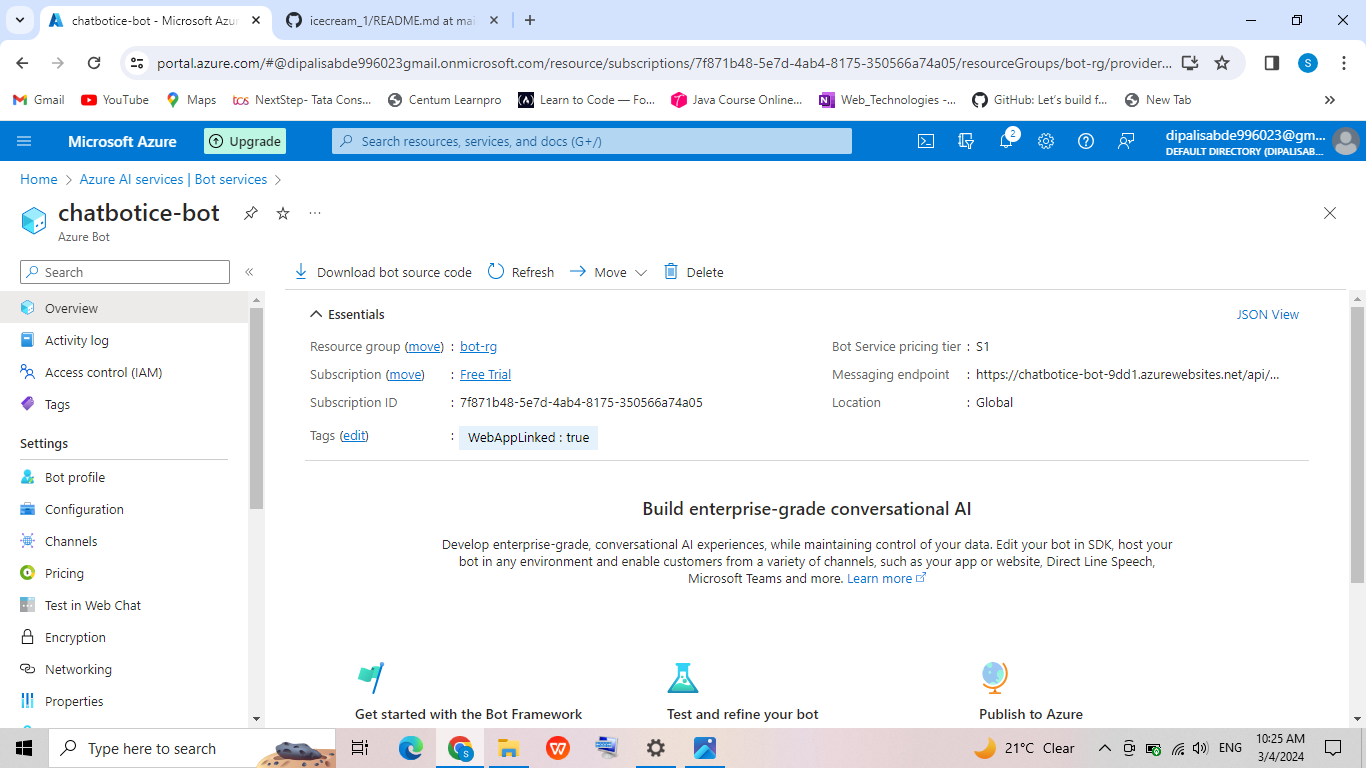 chatbotice-bot - Microsoft Azur
icecream_1/README.md at mai
portal.azure.com/#@dipalisabde996023gmail.onmicrosoft.com/resource/subscriptions/7f871b48-5e7d-4ab4-8175-350566a74a05/resourceGroups/bot-rg/provider...
S
Gmail YouTube Maps tcs NextStep- Tata Cons... Centum Learnpro Learn to Code — Fo... Java Course Online... Web_Technologies -... GitHub: Let's build f... New Tab
Microsoft Azure Upgrade Search resources, services, and docs (G+/) 2 dipalisabde996023@gm...
DEFAULT DIRECTORY (DIPALISAB...
Home > Azure AI services | Bot services >
chatbotice-bot
Azure Bot
Search
Download bot source code Refresh Move Delete
Overview
Activity log
Access control (IAM)
Tags
Settings
Bot profile
Configuration
Channels
Pricing
Test in Web Chat
Encryption
Networking
Properties
Essentials JSON View
Resource group (move) : bot-rg
Subscription (move) : Free Trial
Subscription ID : 7f871b48-5e7d-4ab4-8175-350566a74a05
Tags (edit) : WebAppLinked : true
Bot Service pricing tier : S1
Messaging endpoint : https://chatbotice-bot-9dd1.azurewebsites.net/api/...
Location : Global
Build enterprise-grade conversational AI
Develop enterprise-grade, conversational AI experiences, while maintaining control of your data. Edit your bot in SDK, host your
bot in any environment and enable customers from a variety of channels, such as your app or website, Direct Line Speech,
Microsoft Teams and more. Learn more
Get started with the Bot Framework
Test and refine your bot
Publish to Azure
Type here to search
21°C Clear
ENG
10:25 AM
3/4/2024